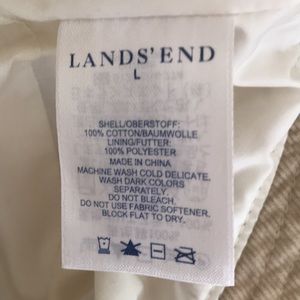 LANDS' END
L
SHELL/OBERSTOFF:
100% COTTON/BAUMWOLLE
LINING/FUTTER:
100% POLYESTER
MADE IN CHINA
MACHINE WASH COLD DELICATE.
WASH DARK COLORS
SEPARATELY.
DO NOT BLEACH.
DO NOT USE FABRIC SOFTENER.
BLOCK FLAT TO DRY.